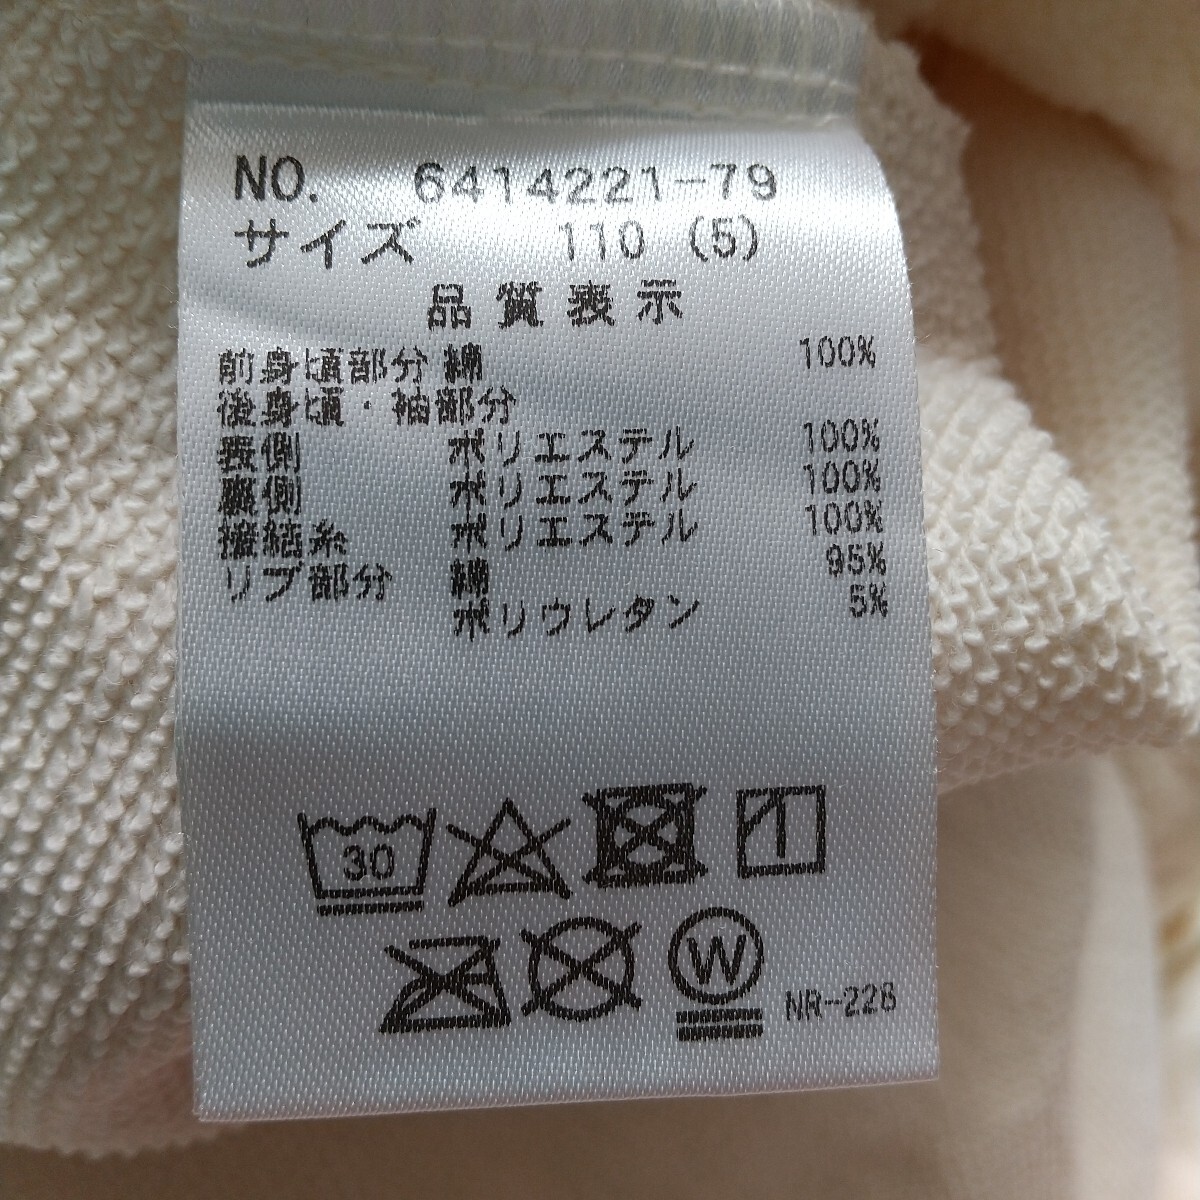 NO. 6414221-79
サイズ 110 (5)
品質表示
前身頃部分 綿 100%
後身頃・袖部分
表側 ポリエステル 100%
裏側 ポリエステル 100%
接結糸 ポリエステル 100%
リブ部分 綿 95%
ポリウレタン 5%
30
W
NR-228